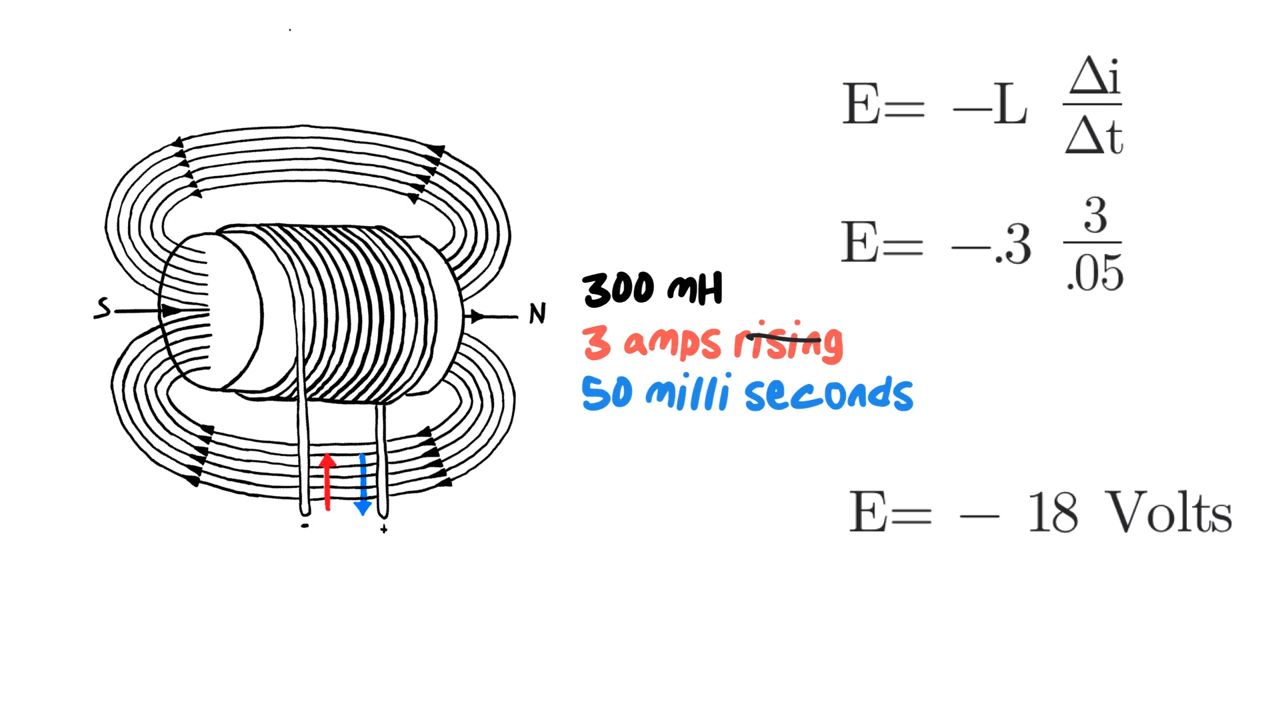 E= −L Δi/Δt
E= −.3 3/.05
S
N
300 mH
3 amps rising
50 milli seconds
E= − 18 Volts
- +